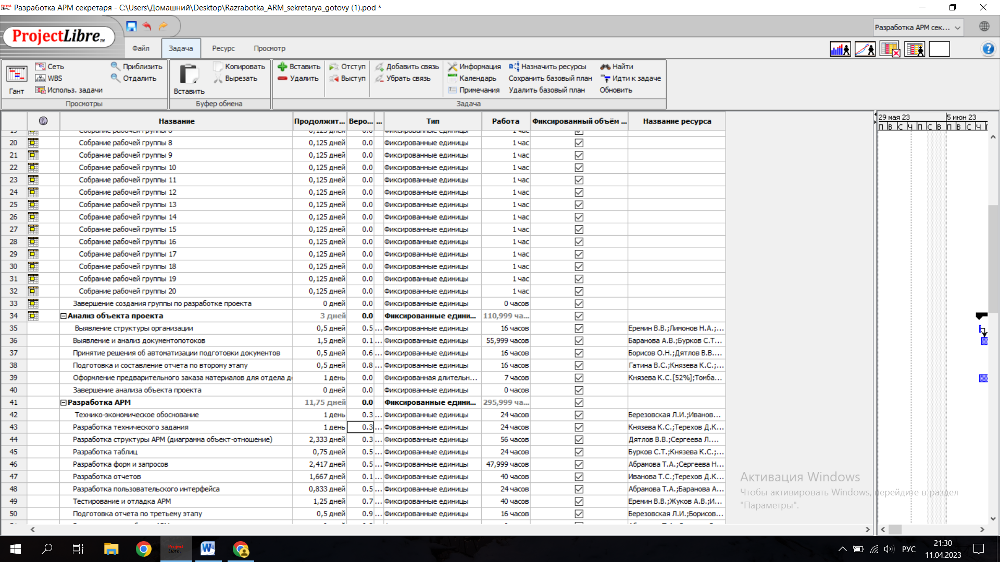 Разработка АРМ секретаря - C:\Users\Домашний\Desktop\Razrabotka_ARM_sekretarya_gotovy (1).pod *
ProjectLibre™
Разработка АРМ сек...
Файл Задача Ресурс Просмотр
Сеть Приблизить Копировать Вставить Отступ Добавить связь Информация Назначить ресурсы Найти
WBS Отдалить Вырезать Удалить Выступ Убрать связь Календарь Сохранить базовый план Идти к задаче
Гант Использ. задачи Вставить Примечания Удалить базовый план Обновить
Просмотры Буфер обмена Задача
Название Продолжит... Веро... ... Тип Работа Фиксированный объём ... Название ресурса
29 мая 23 5 июн 23
П В С Ч П С В П В С Ч
20 Собрание рабочей группы 8 0,125 дней 0.0 Фиксированные единицы 1 час
21 Собрание рабочей группы 9 0,125 дней 0.0 Фиксированные единицы 1 час
22 Собрание рабочей группы 10 0,125 дней 0.0 Фиксированные единицы 1 час
23 Собрание рабочей группы 11 0,125 дней 0.0 Фиксированные единицы 1 час
24 Собрание рабочей группы 12 0,125 дней 0.0 Фиксированные единицы 1 час
25 Собрание рабочей группы 13 0,125 дней 0.0 Фиксированные единицы 1 час
26 Собрание рабочей группы 14 0,125 дней 0.0 Фиксированные единицы 1 час
27 Собрание рабочей группы 15 0,125 дней 0.0 Фиксированные единицы 1 час
28 Собрание рабочей группы 16 0,125 дней 0.0 Фиксированные единицы 1 час
29 Собрание рабочей группы 17 0,125 дней 0.0 Фиксированные единицы 1 час
30 Собрание рабочей группы 18 0,125 дней 0.0 Фиксированные единицы 1 час
31 Собрание рабочей группы 19 0,125 дней 0.0 Фиксированные единицы 1 час
32 Собрание рабочей группы 20 0,125 дней 0.0 Фиксированные единицы 1 час
33 Завершение создания группы по разработке проекта 0 дней 0.0 Фиксированные единицы 0 часов
34 Анализ объекта проекта 3 дней 0.0 Фиксированные едини... 110,999 ча...
35 Выявление структуры организации 0,5 дней 0.5 ... Фиксированные единицы 16 часов Еремин В.В.;Лимонов Н.А.;...
36 Выявление и анализ документопотоков 1,5 дней 0.1 ... Фиксированные единицы 55,999 часов Баранова А.В.;Бурков С.Т...
37 Принятие решения об автоматизации подготовки документов 0,5 дней 0.6 ... Фиксированные единицы 16 часов Борисов О.Н.;Дятлов В.В....
38 Подготовка и составление отчета по второму этапу 0,5 дней 0.8 ... Фиксированные единицы 16 часов Гатина В.С.;Князева К.С.;...
39 Оформление предварительного заказа материалов для отдела 1 день 0.0 Фиксированная длительн... 7 часов Князева К.С.[52%];Томба...
40 Завершение анализа объекта проекта 0 дней 0.0 Фиксированные единицы 0 часов
41 Разработка АРМ 11,75 дней 0.0 Фиксированные едини... 295,999 ча...
42 Технико-экономическое обоснование 1 день 0.3 ... Фиксированные единицы 24 часов Березовская Л.И.;Иванов...
43 Разработка технического задания 1 день 0.3 ... Фиксированные единицы 24 часов Князева К.С.;Терехов Д.К...
44 Разработка структуры АРМ (диаграмма объект-отношение) 2,333 дней 0.3 ... Фиксированные единицы 56 часов Дятлов В.В.;Сергеева Л....
45 Разработка таблиц 0,75 дней 0.5 ... Фиксированные единицы 24 часов Бурков С.Т.;Князева К.С.;...
46 Разработка форм и запросов 2,417 дней 0.5 ... Фиксированные единицы 47,999 часов Абрамова Т.А.;Сергеева Н...
47 Разработка отчетов 1,667 дней 0.1 ... Фиксированные единицы 40 часов Иванова Т.С.;Терехов Д.К...
48 Разработка пользовательского интерфейса 0,833 дней 0.5 ... Фиксированные единицы 24 часов Абрамова Т.А.;Баранова А...
49 Тестирование и отладка АРМ 1,25 дней 0.7 ... Фиксированные единицы 40 часов Еремин В.В.;Жуков А.В.;И...
50 Подготовка отчета по третьему этапу 0,5 дней 0.9 ... Фиксированные единицы 16 часов Березовская Л.И.;Борисов...
Активация Windows
Чтобы активировать Windows, перейдите в раздел
"Параметры".
РУС
21:30
11.04.2023